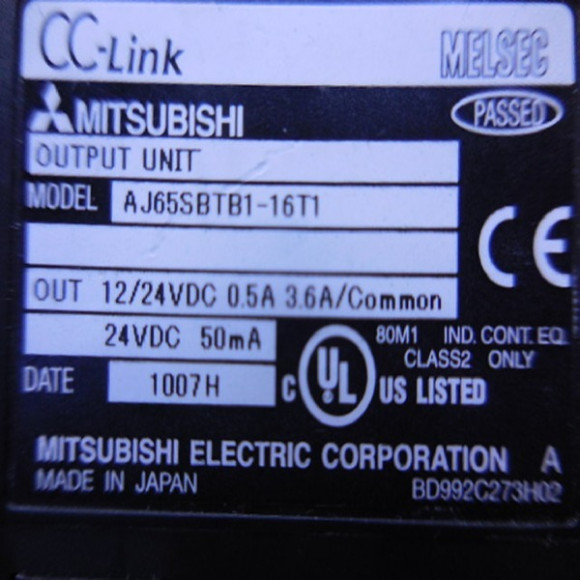 CC-Link MELSEC
MITSUBISHI PASSED
OUTPUT UNIT
MODEL AJ65SBTB1-16T1
CE
OUT 12/24VDC 0.5A 3.6A/Common
24VDC 50mA
80M1 IND. CONT. EQ.
CLASS2 ONLY
DATE 1007H
C UL US LISTED
MITSUBISHI ELECTRIC CORPORATION A
MADE IN JAPAN BD992C273H02